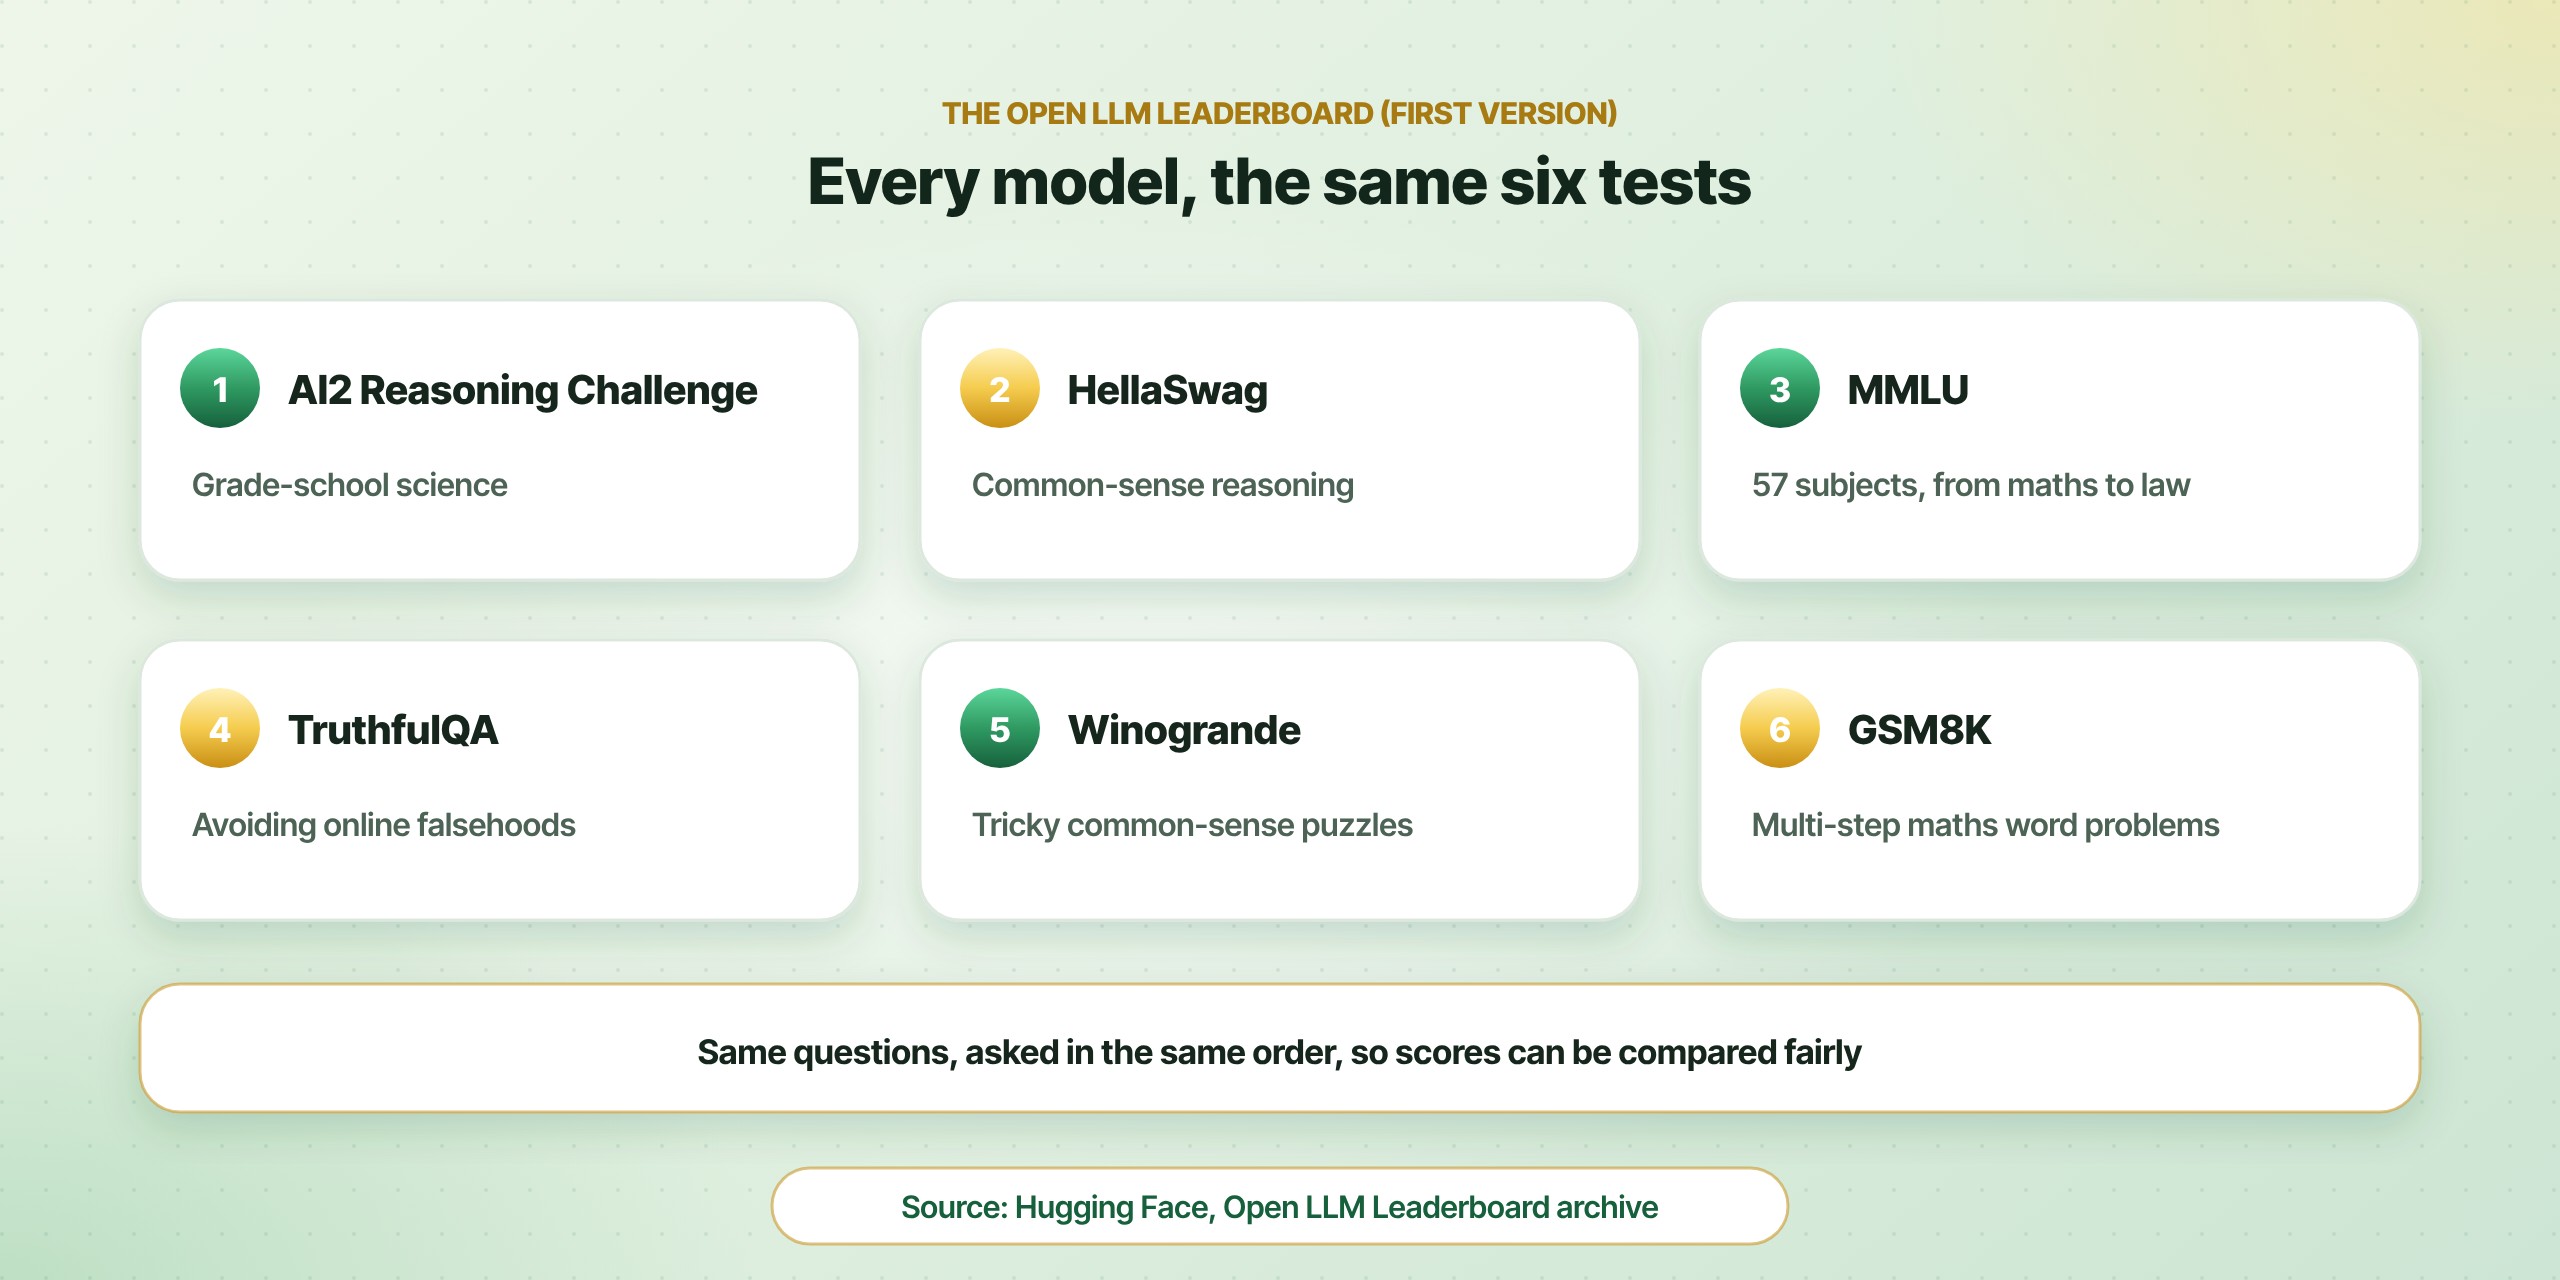 THE OPEN LLM LEADERBOARD (FIRST VERSION)
Every model, the same six tests
1 AI2 Reasoning Challenge
Grade-school science
2 HellaSwag
Common-sense reasoning
3 MMLU
57 subjects, from maths to law
4 TruthfulQA
Avoiding online falsehoods
5 Winogrande
Tricky common-sense puzzles
6 GSM8K
Multi-step maths word problems
Same questions, asked in the same order, so scores can be compared fairly
Source: Hugging Face, Open LLM Leaderboard archive